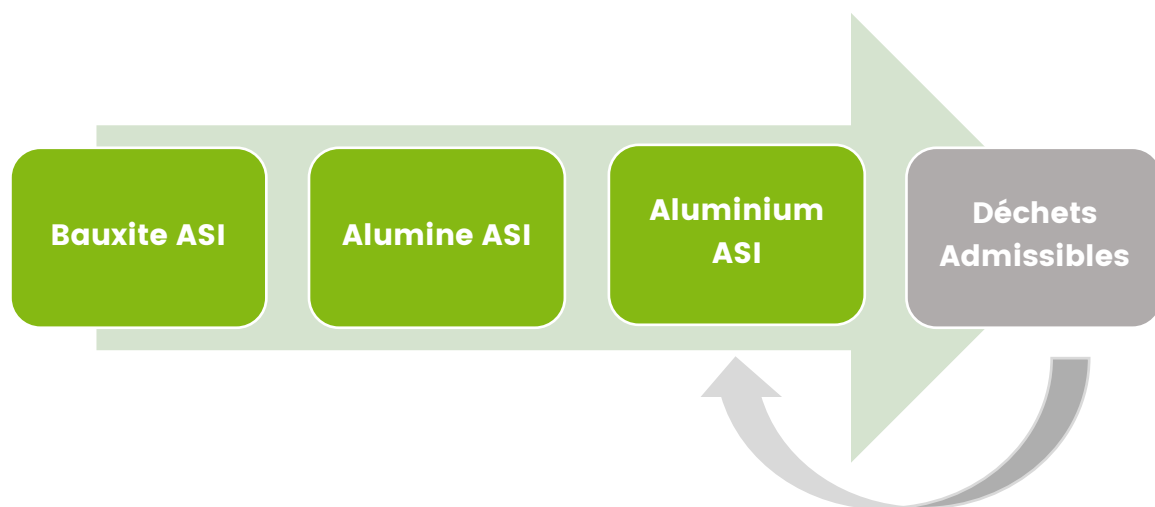 Bauxite ASI
Alumine ASI
Aluminium
ASI
Déchets
Admissibles